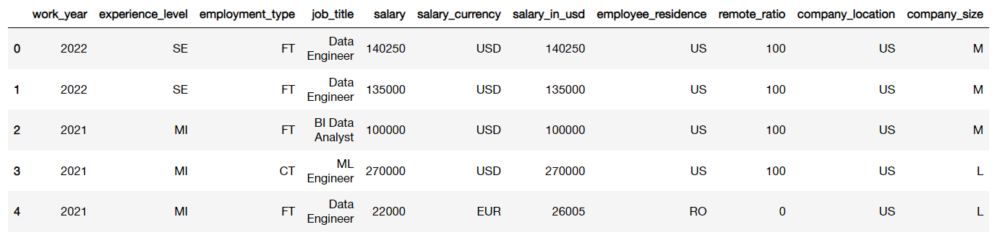 work_year experience_level employment_type job_title salary salary_currency salary_in_usd employee_residence remote_ratio company_location company_size
0 2022 SE FT Data Engineer 140250 USD 140250 US 100 US M
1 2022 SE FT Data Engineer 135000 USD 135000 US 100 US M
2 2021 MI FT BI Data Analyst 100000 USD 100000 US 100 US M
3 2021 MI CT ML Engineer 270000 USD 270000 US 100 US L
4 2021 MI FT Data Engineer 22000 EUR 26005 RO 0 US L